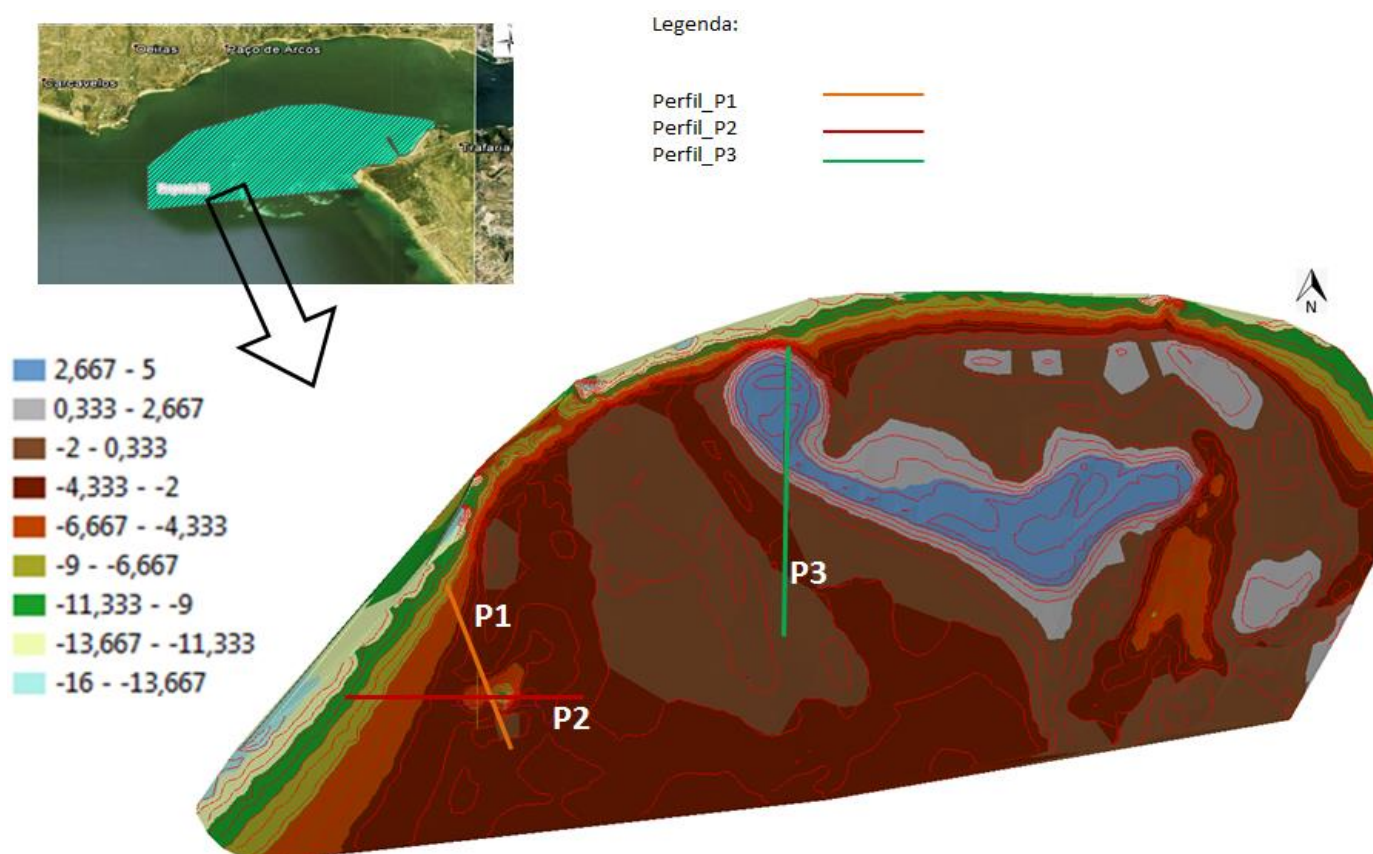 Oeiras
Paço de Arcos
Carcavelos
Trafaria
Legenda:
Perfil_P1
Perfil_P2
Perfil_P3
N
2,667 - 5
0,333 - 2,667
-2 - 0,333
-4,333 - -2
-6,667 - -4,333
-9 - -6,667
-11,333 - -9
-13,667 - -11,333
-16 - -13,667
P1
P2
P3